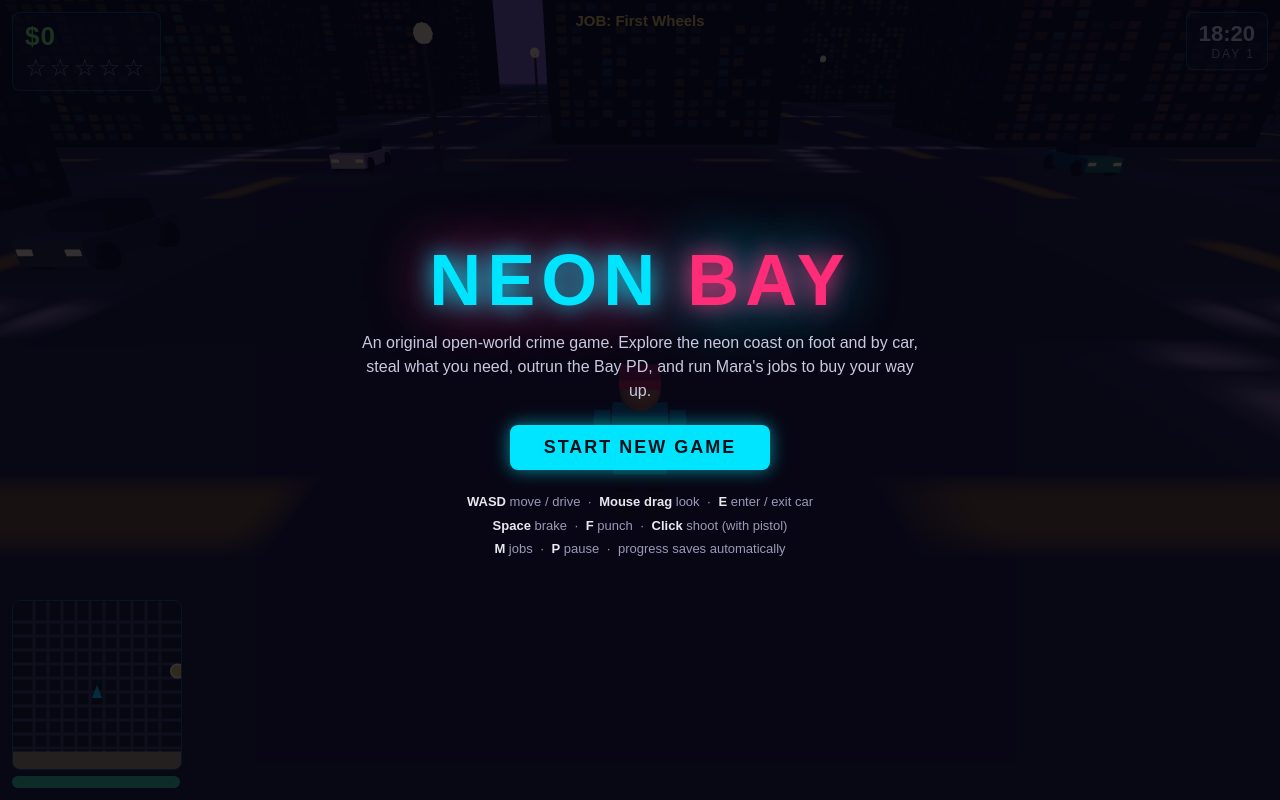 $0
☆☆☆☆☆
JOB: First Wheels
18:20
DAY 1
NEON BAY
An original open-world crime game. Explore the neon coast on foot and by car,
steal what you need, outrun the Bay PD, and run Mara's jobs to buy your way
up.
START NEW GAME
WASD move / drive · Mouse drag look · E enter / exit car
Space brake · F punch · Click shoot (with pistol)
M jobs · P pause · progress saves automatically